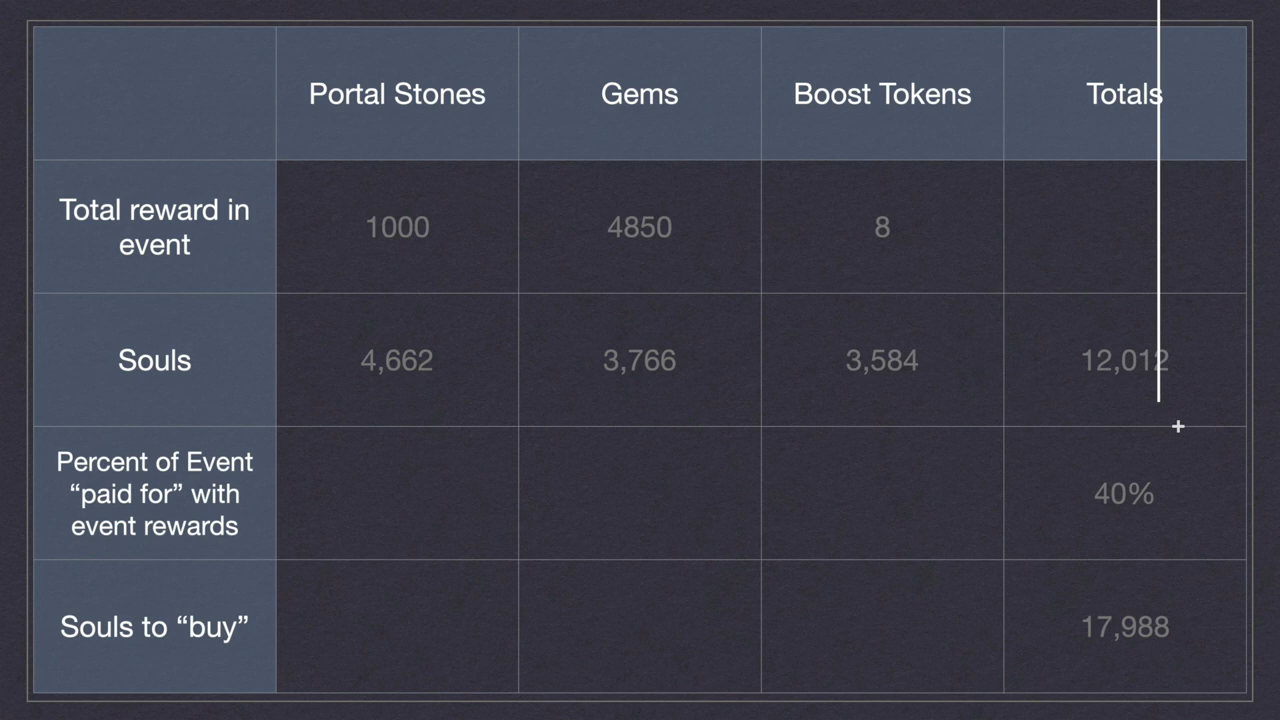 Portal Stones
Gems
Boost Tokens
Totals
Total reward in
event
1000
4850
8
Souls
4,662
3,766
3,584
12,012
Percent of Event
“paid for” with
event rewards
40%
Souls to “buy”
17,988